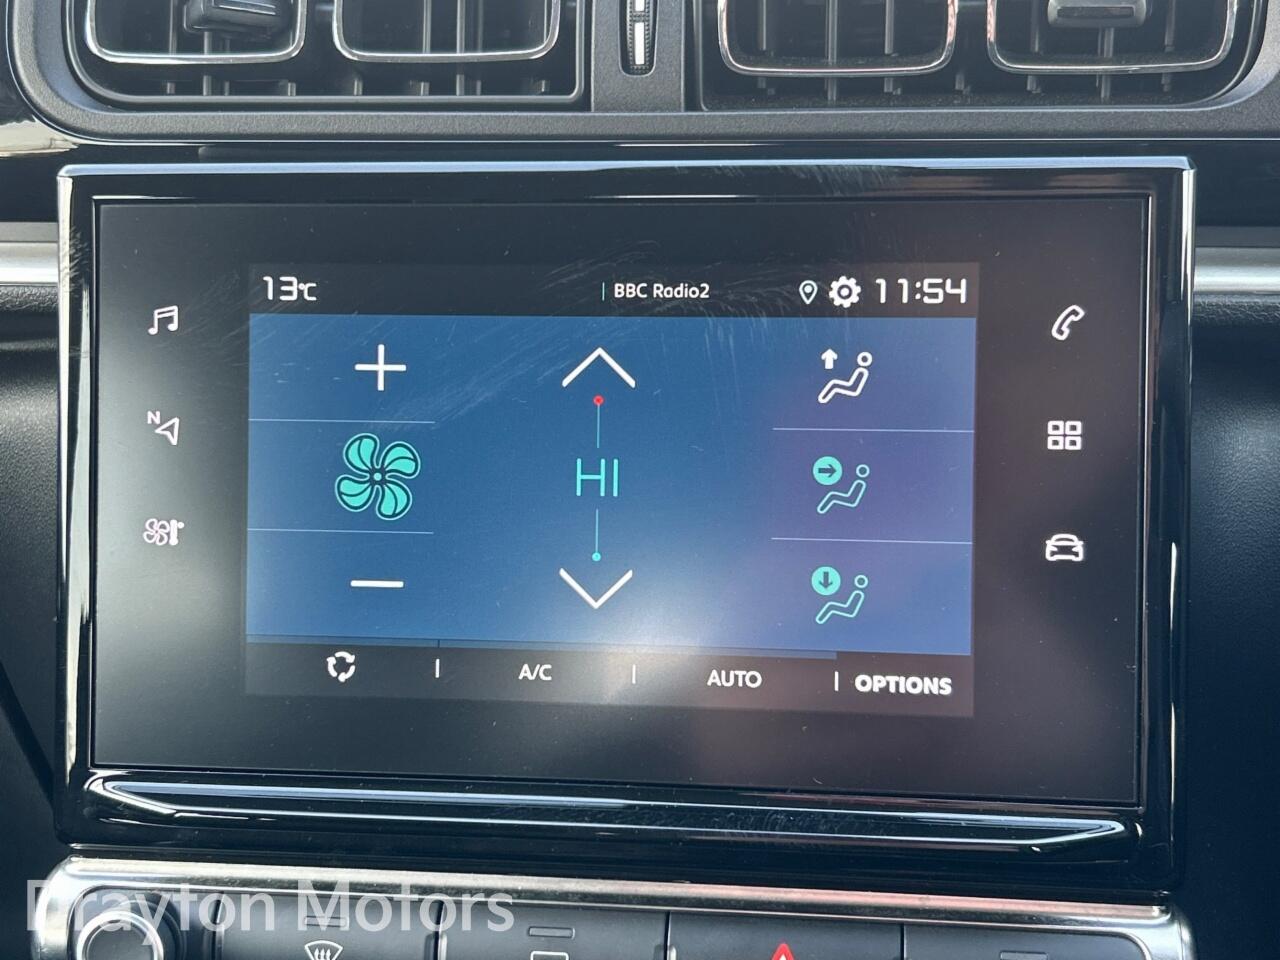 13°C
BBC Radio2
11:54
N
HI
A/C
AUTO
OPTIONS
Drayton Motors